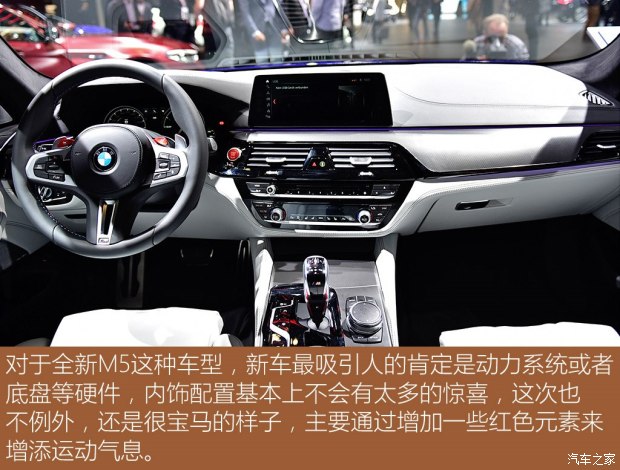 对于全新M5这种车型，新车最吸引人的肯定是动力系统或者
底盘等硬件，内饰配置基本上不会有太多的惊喜，这次也
不例外，还是很宝马的样子，主要通过增加一些红色元素来
增添运动气息。
汽车之家